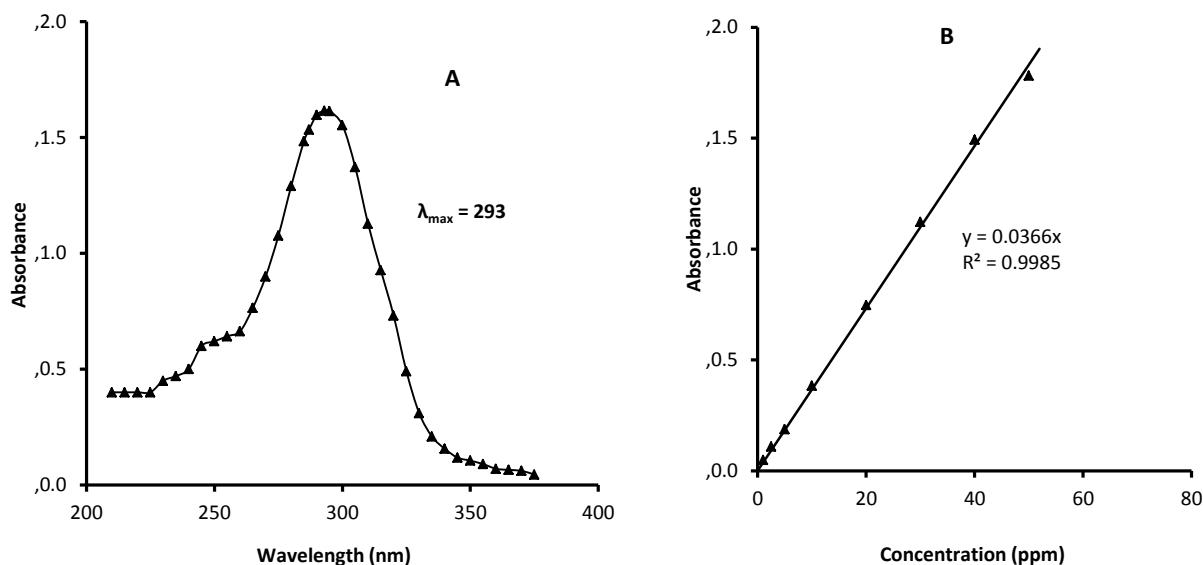 A
,2.0
,1.5
,1.0
,0.5
,0.0
Absorbance
λmax = 293
200
250
300
350
400
Wavelength (nm)
B
,2.0
,1.5
,1.0
,0.5
,0.0
Absorbance
y = 0.0366x
R² = 0.9985
0
20
40
60
80
Concentration (ppm)